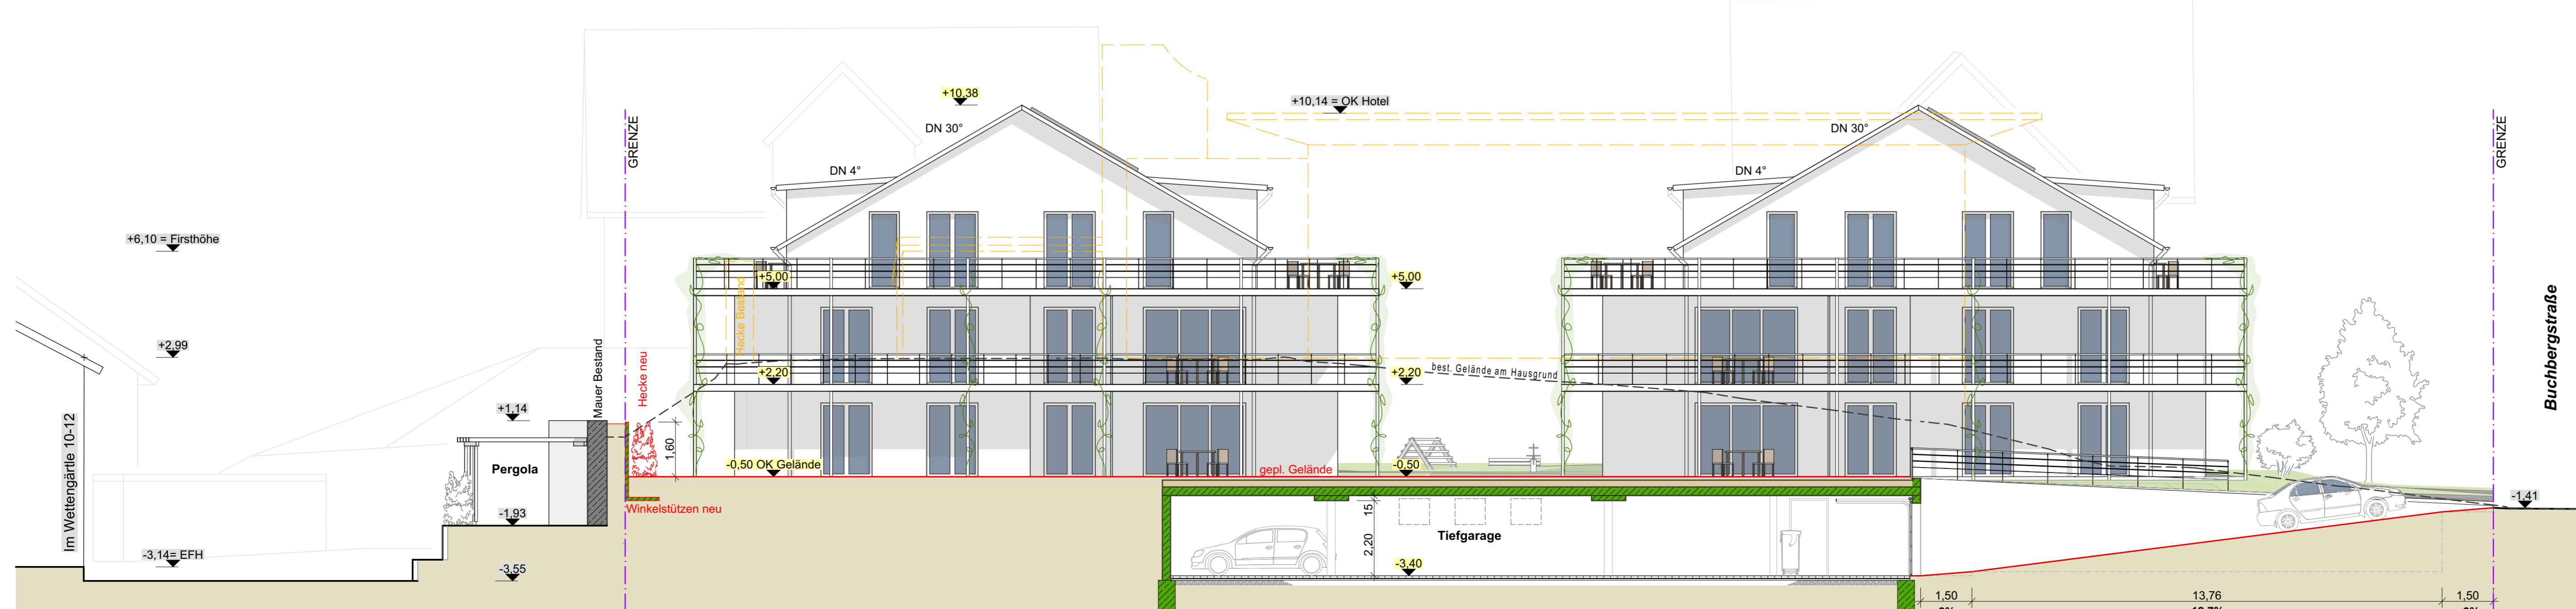 +10,38
+10,14 = OK Hotel
GRENZE
GRENZE
DN 30°
DN 30°
DN 4°
DN 4°
+6,10 = Firsthöhe
+5,00
+5,00
Hecke Bestand
Buchbergstraße
+2,99
Mauer Bestand
Hecke neu
+2,20
+2,20
best. Gelände am Hausgrund
+1,14
Im Wettengärtle 10-12
1,60
Pergola
-0,50 OK Gelände
gepl. Gelände
-0,50
-1,41
-1,93
Winkelstützen neu
15
Tiefgarage
2,20
-3,14= EFH
-3,40
-3,55
1,50
13,76
1,50